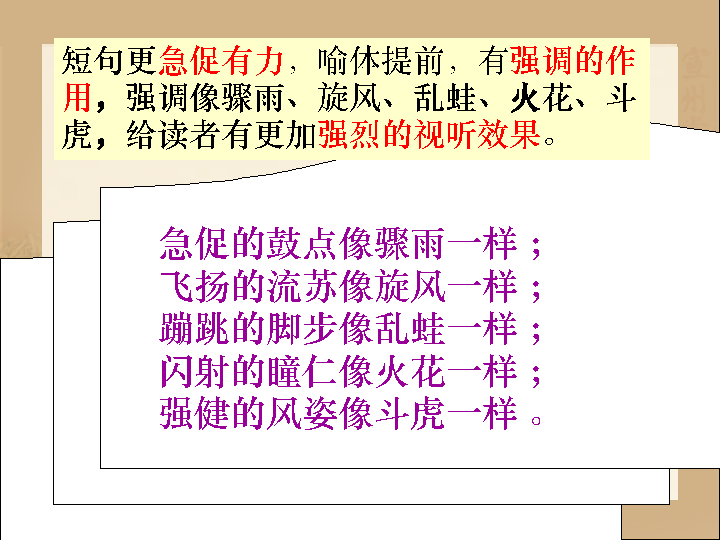 短句更急促有力，喻体提前，有强调的作
用，强调像骤雨、旋风、乱蛙、火花、斗
虎，给读者有更加强烈的视听效果。
急促的鼓点像骤雨一样；
飞扬的流苏像旋风一样；
蹦跳的脚步像乱蛙一样；
闪射的瞳仁像火花一样；
强健的风姿像斗虎一样。